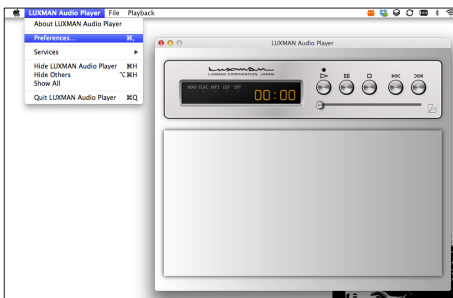 LUXMAN Audio Player File Playback
About LUXMAN Audio Player
Preferences... ⌘,
Services ▶
Hide LUXMAN Audio Player ⌘H
Hide Others ⌥⌘H
Show All
Quit LUXMAN Audio Player ⌘Q
LUXMAN Audio Player
Luxman
LUXMAN CORPORATION, JAPAN
WAV FLAC MP3 DSF DFF
00:00